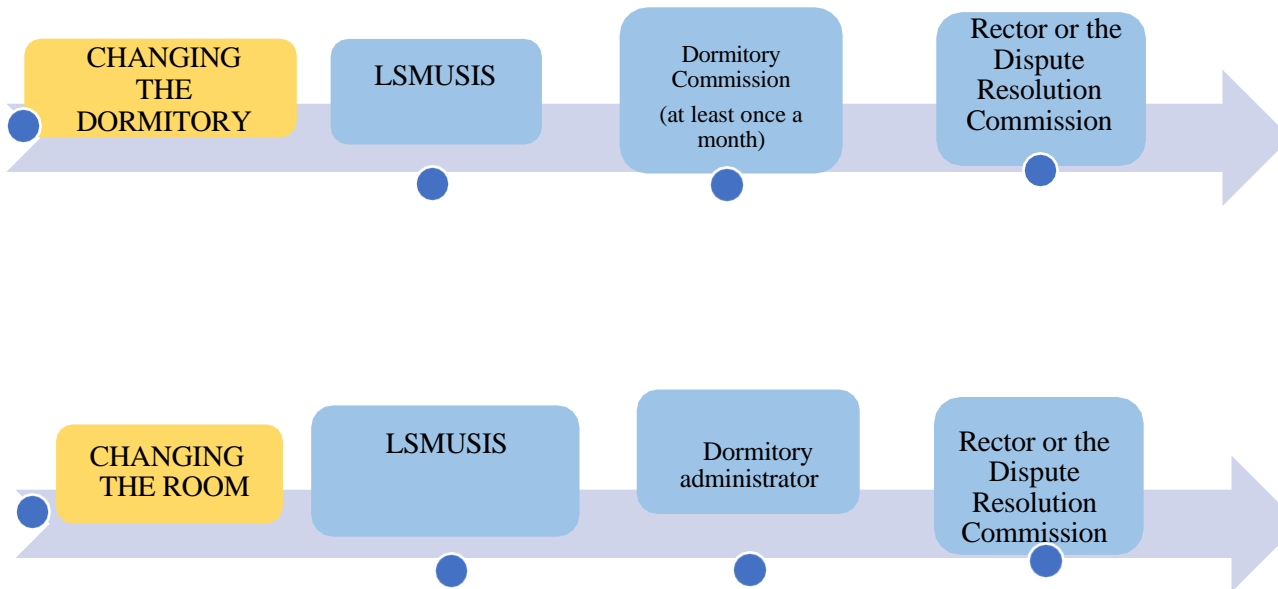 CHANGING
THE
DORMITORY
LSMUSIS
Dormitory
Commission
(at least once a
month)
Rector or the
Dispute
Resolution
Commission
CHANGING
THE ROOM
LSMUSIS
Dormitory
administrator
Rector or the
Dispute
Resolution
Commission